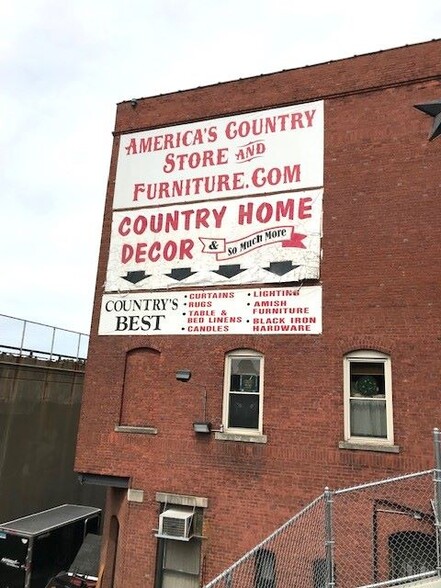 America's Country
Store and
Furniture.Com
Country Home
Decor & So Much More
Country's
Best
• Curtains
• Rugs
• Table &
Bed Linens
• Candles
• Lighting
• Amish
Furniture
• Black Iron
Hardware